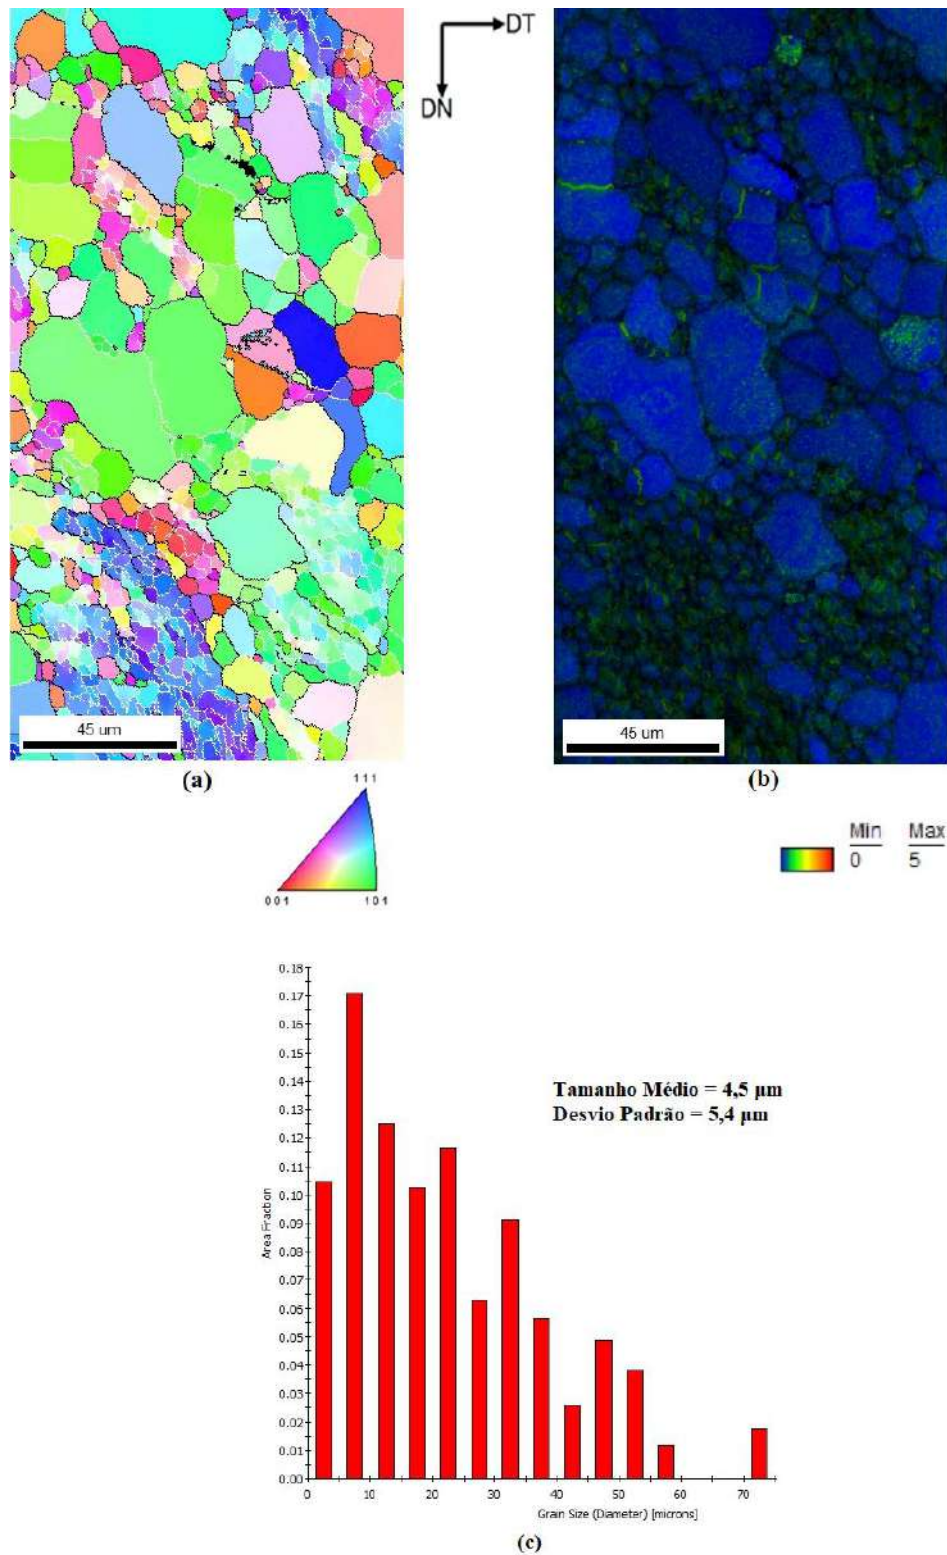 DT
DN
45 um
45 um
(a)
(b)
111
001
101
Min Max
0 5
0.18
0.17
0.16
0.15
0.14
0.13
0.12
0.11
0.10
0.09
0.08
0.07
0.06
0.05
0.04
0.03
0.02
0.01
0.00
Area Fraction
Tamanho Médio = 4,5 µm
Desvio Padrão = 5,4 µm
0 10 20 30 40 50 60 70
Grain Size (Diameter) [microns]
(c)